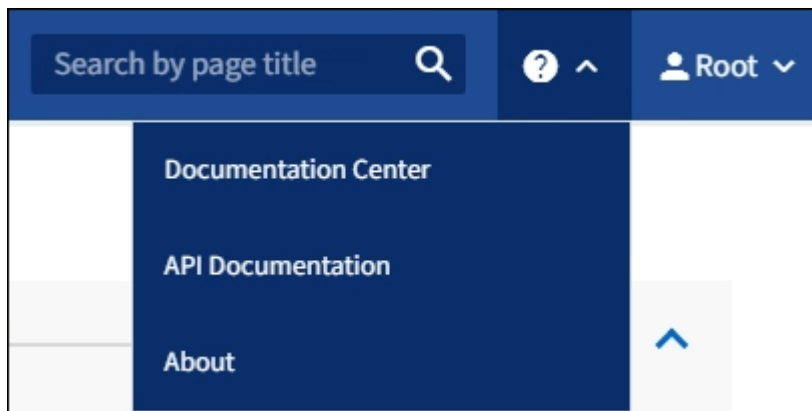 Search by page title
Root
Documentation Center
API Documentation
About